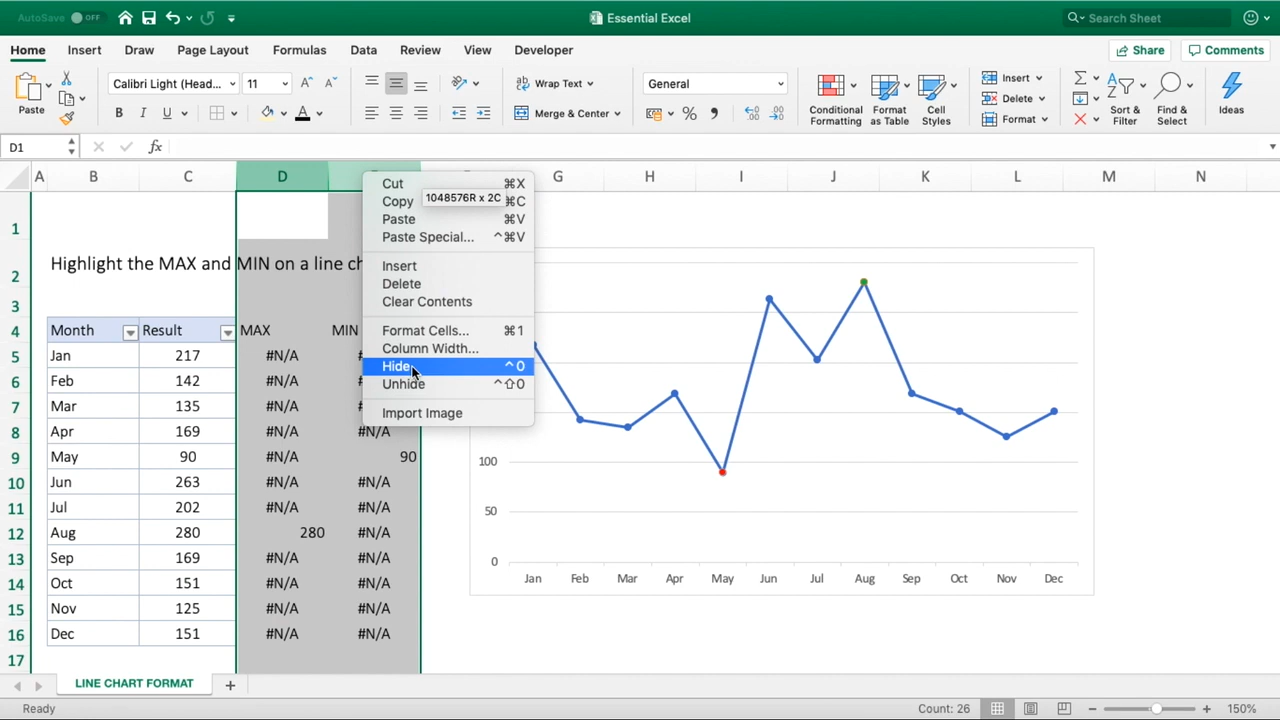 AutoSave OFF
Essential Excel
Search Sheet
Home Insert Draw Page Layout Formulas Data Review View Developer
Share Comments
Paste
Calibri Light (Head... 11
B I U
A
Wrap Text
Merge & Center
General
%
Conditional Formatting
Format as Table
Cell Styles
Insert
Delete
Format
Sort & Filter
Find & Select
Ideas
D1 fx
A B C D G H I J K L M N
1
2 Highlight the MAX and MIN on a line ch
3
4 Month Result MAX MIN
5 Jan 217 #N/A
6 Feb 142 #N/A
7 Mar 135 #N/A
8 Apr 169 #N/A #N/A
9 May 90 #N/A 90
10 Jun 263 #N/A #N/A
11 Jul 202 #N/A #N/A
12 Aug 280 280 #N/A
13 Sep 169 #N/A #N/A
14 Oct 151 #N/A #N/A
15 Nov 125 #N/A #N/A
16 Dec 151 #N/A #N/A
17
Cut ⌘X
Copy ⌘C
1048576R x 2C
Paste ⌘V
Paste Special... ^⌘V
Insert
Delete
Clear Contents
Format Cells... ⌘1
Column Width...
Hide ^0
Unhide ^⇧0
Import Image
100
50
0
Jan Feb Mar Apr May Jun Jul Aug Sep Oct Nov Dec
LINE CHART FORMAT
Ready Count: 26 150%